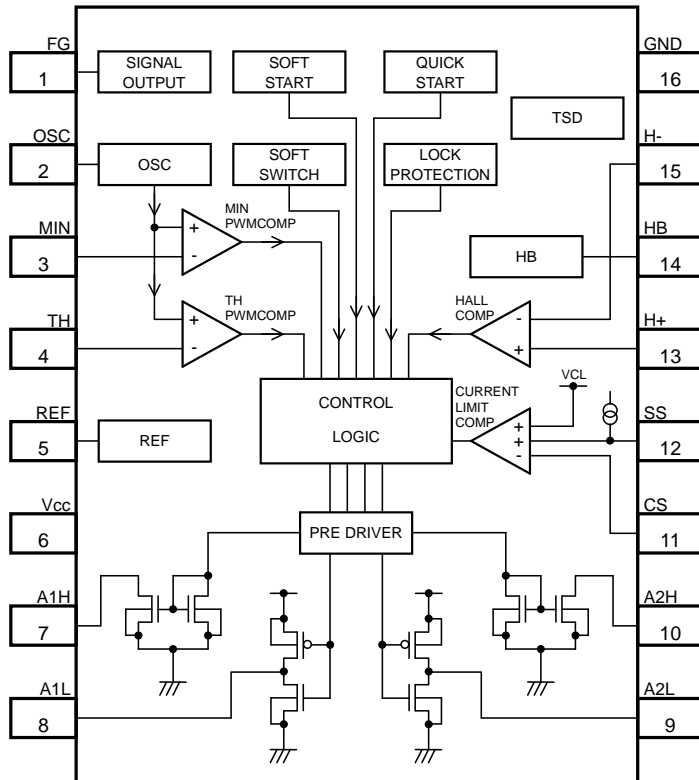 FG
1
SIGNAL
OUTPUT
SOFT
START
QUICK
START
GND
16
TSD
OSC
2
OSC
SOFT
SWITCH
LOCK
PROTECTION
H-
15
MIN
3
+
-
MIN
PWMCOMP
HB
HB
14
TH
4
+
-
TH
PWMCOMP
HALL
COMP
-
+
H+
13
CONTROL
LOGIC
CURRENT
LIMIT
COMP
+
+
-
VCL
REF
5
REF
SS
12
Vcc
6
PRE DRIVER
CS
11
A1H
7
A2H
10
A1L
8
A2L
9